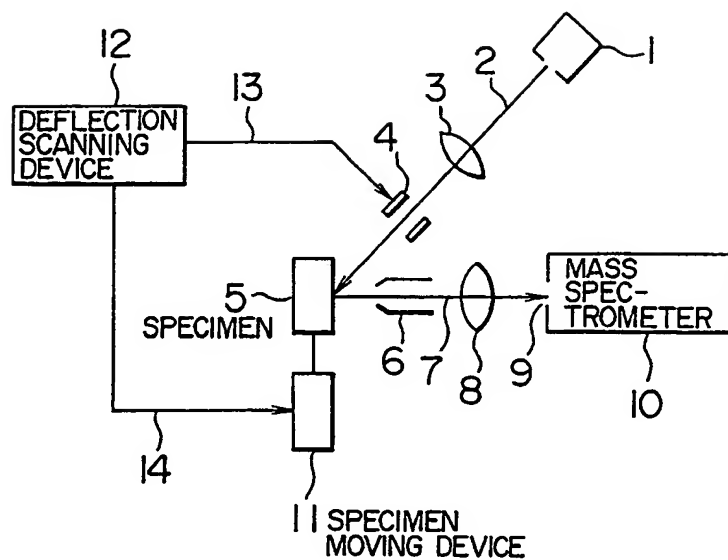 12
1
2
13
3
DEFLECTION
SCANNING
DEVICE
4
5
SPECIMEN
MASS
SPEC-
TROMETER
6
7
8
9
10
14
11 SPECIMEN
MOVING DEVICE